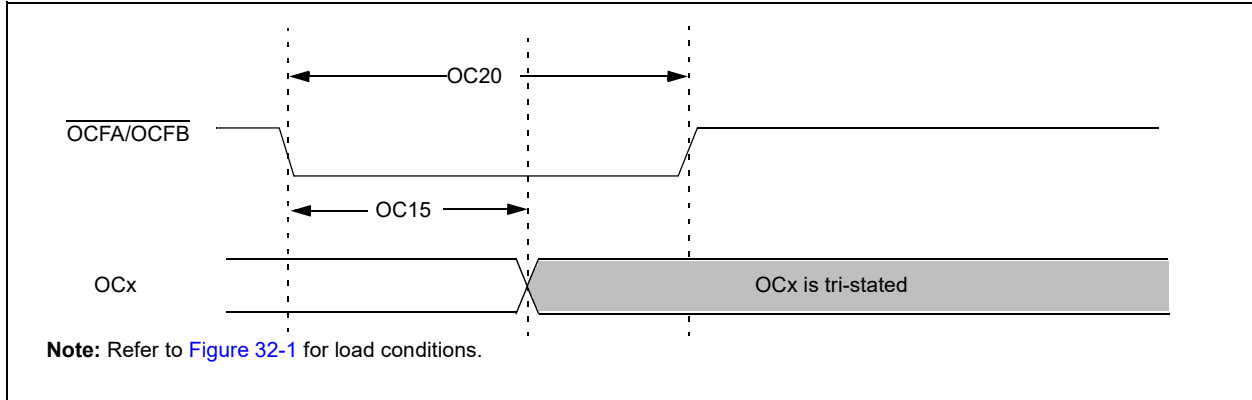 OC20
OCFA/OCFB
OC15
OCx
OCx is tri-stated
Note: Refer to Figure 32-1 for load conditions.